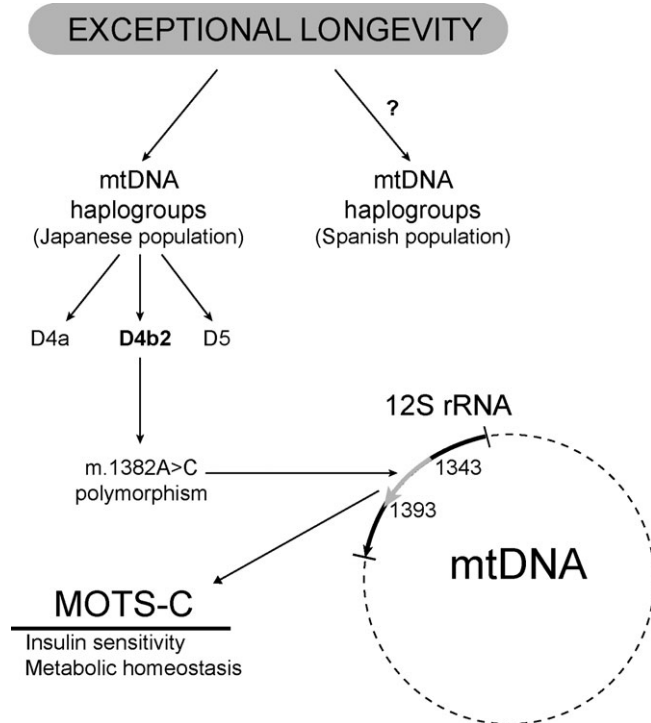 EXCEPTIONAL LONGEVITY
?
mtDNA
haplogroups
(Japanese population)
mtDNA
haplogroups
(Spanish population)
D4a
D4b2
D5
12S rRNA
m.1382A>C
polymorphism
1343
1393
mtDNA
MOTS-C
Insulin sensitivity
Metabolic homeostasis